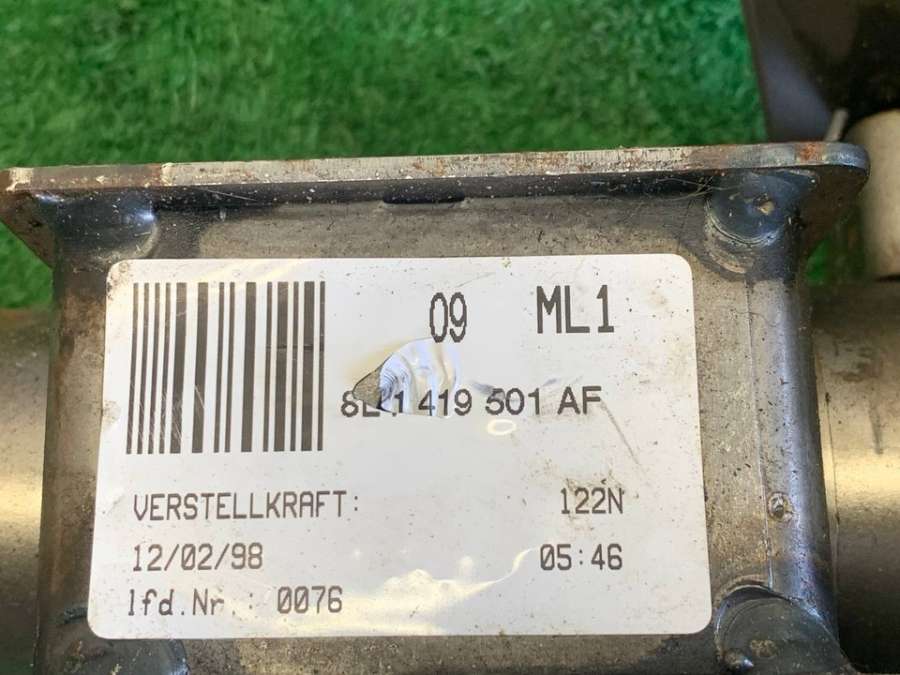 09 ML1
419 501 AF
VERSTELLKRAFT: 122N
12/02/98 05:46
lfd.Nr.: 0076